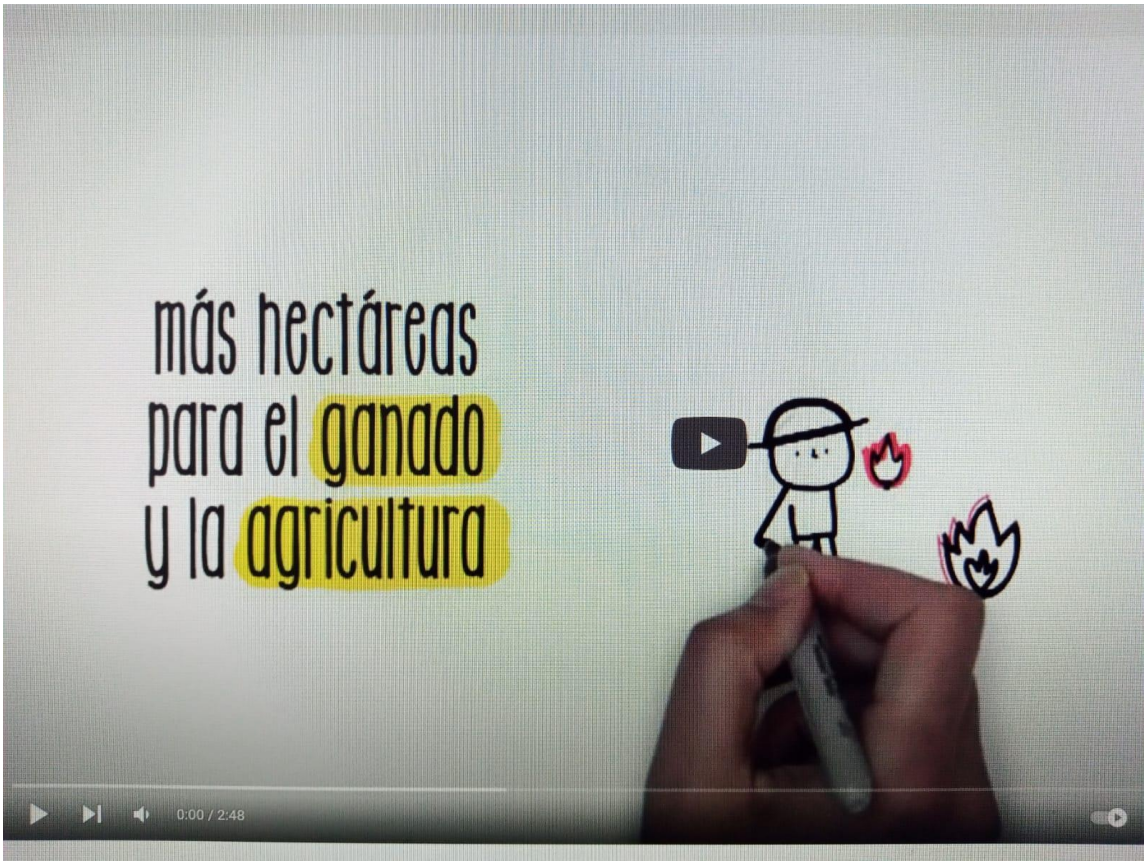 más hectáreas
para el ganado
y la agricultura
0:00 / 2:48